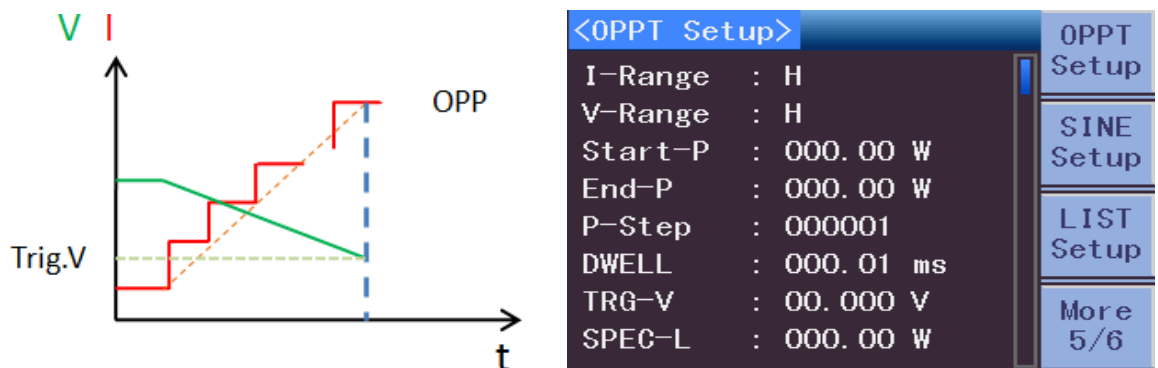 V I
OPP
Trig.V
t
<OPPT Setup>
I-Range : H
V-Range : H
Start-P : 000.00 W
End-P : 000.00 W
P-Step : 000001
DWELL : 000.01 ms
TRG-V : 00.000 V
SPEC-L : 000.00 W
OPPT
Setup
SINE
Setup
LIST
Setup
More
5/6